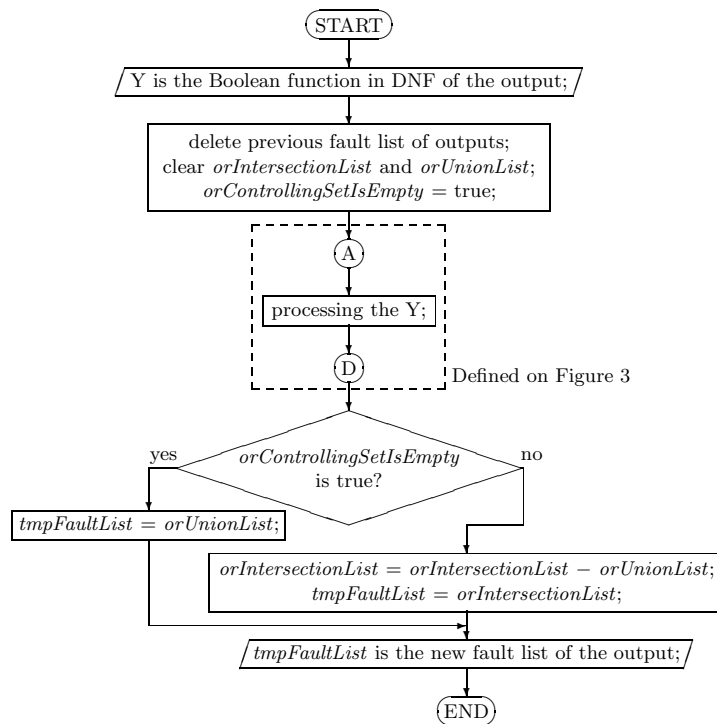 START
Y is the Boolean function in DNF of the output;
delete previous fault list of outputs;
clear orIntersectionList and orUnionList;
orControllingSetIsEmpty = true;
A
processing the Y;
D
Defined on Figure 3
orControllingSetIsEmpty
is true?
yes
no
tmpFaultList = orUnionList;
orIntersectionList = orIntersectionList − orUnionList;
tmpFaultList = orIntersectionList;
tmpFaultList is the new fault list of the output;
END